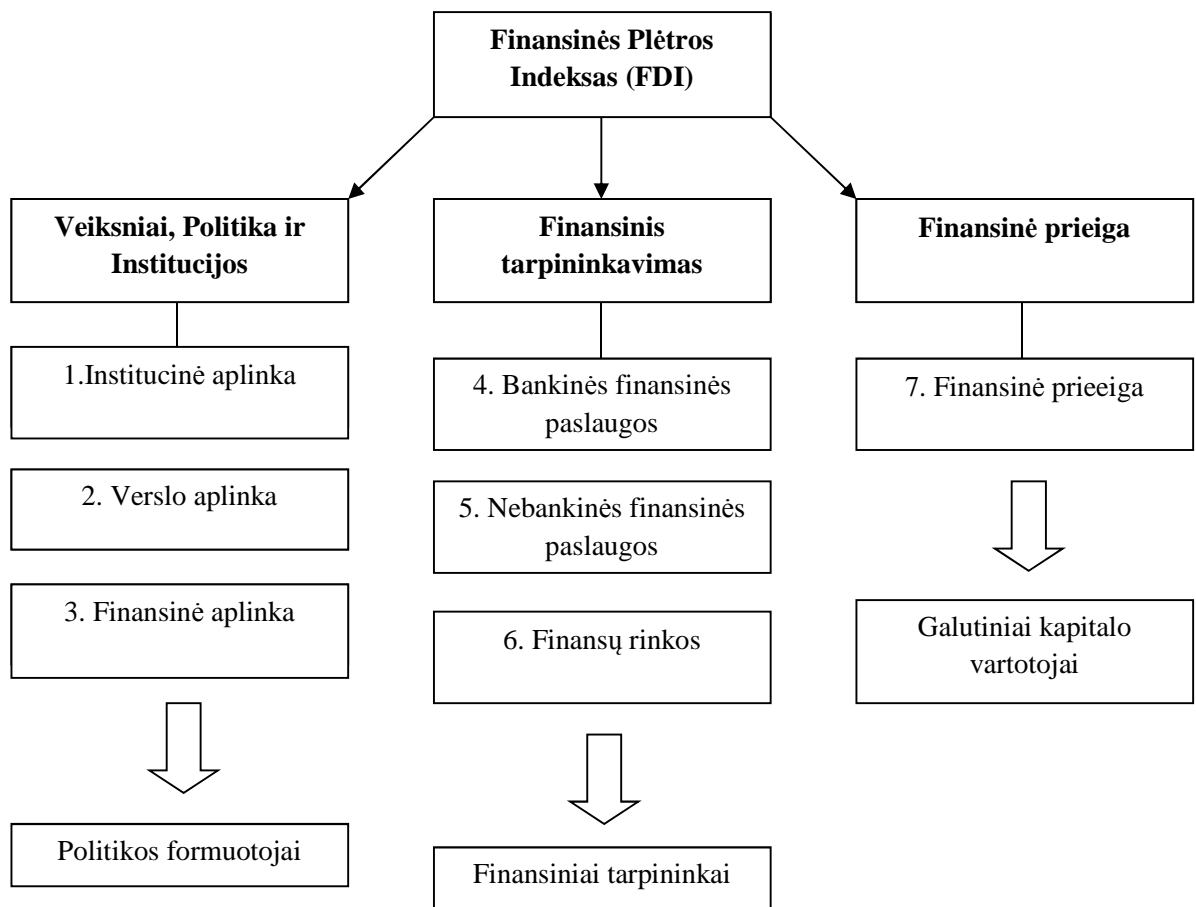 Finansinės Plėtros
Indeksas (FDI)
Veiksniai, Politika ir
Institucijos
Finansinis
tarpininkavimas
Finansinė prieiga
1.Institucinė aplinka
2. Verslo aplinka
3. Finansinė aplinka
Politikos formuotojai
4. Bankinės finansinės
paslaugos
5. Nebankinės finansinės
paslaugos
6. Finansų rinkos
Finansiniai tarpininkai
7. Finansinė prieeiga
Galutiniai kapitalo
vartotojai